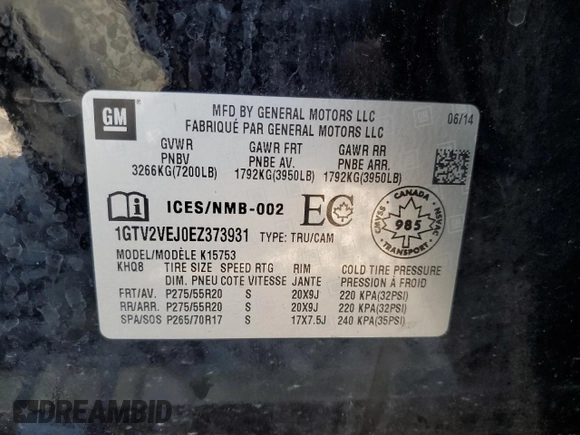 GM
MFD BY GENERAL MOTORS LLC
FABRIQUÉ PAR GENERAL MOTORS LLC
06/14
GVWR GAWR FRT GAWR RR
PNBV PNBE AV. PNBE ARR.
3266KG(7200LB) 1792KG(3950LB) 1792KG(3950LB)
ICES/NMB-002 EC
CANADA
CMVSS 985 NSVAC
TRANSPORT
1GTV2VEJ0EZ373931 TYPE: TRU/CAM
MODEL/MODÈLE K15753
KHQ8 TIRE SIZE SPEED RTG RIM COLD TIRE PRESSURE
DIM. PNEU COTE VITESSE JANTE PRESSION À FROID
FRT/AV. P275/55R20 S 20X9J 220 KPA(32PSI)
RR/ARR. P275/55R20 S 20X9J 220 KPA(32PSI)
SPA/SOS P265/70R17 S 17X7.5J 240 KPA(35PSI)
DREAMBID